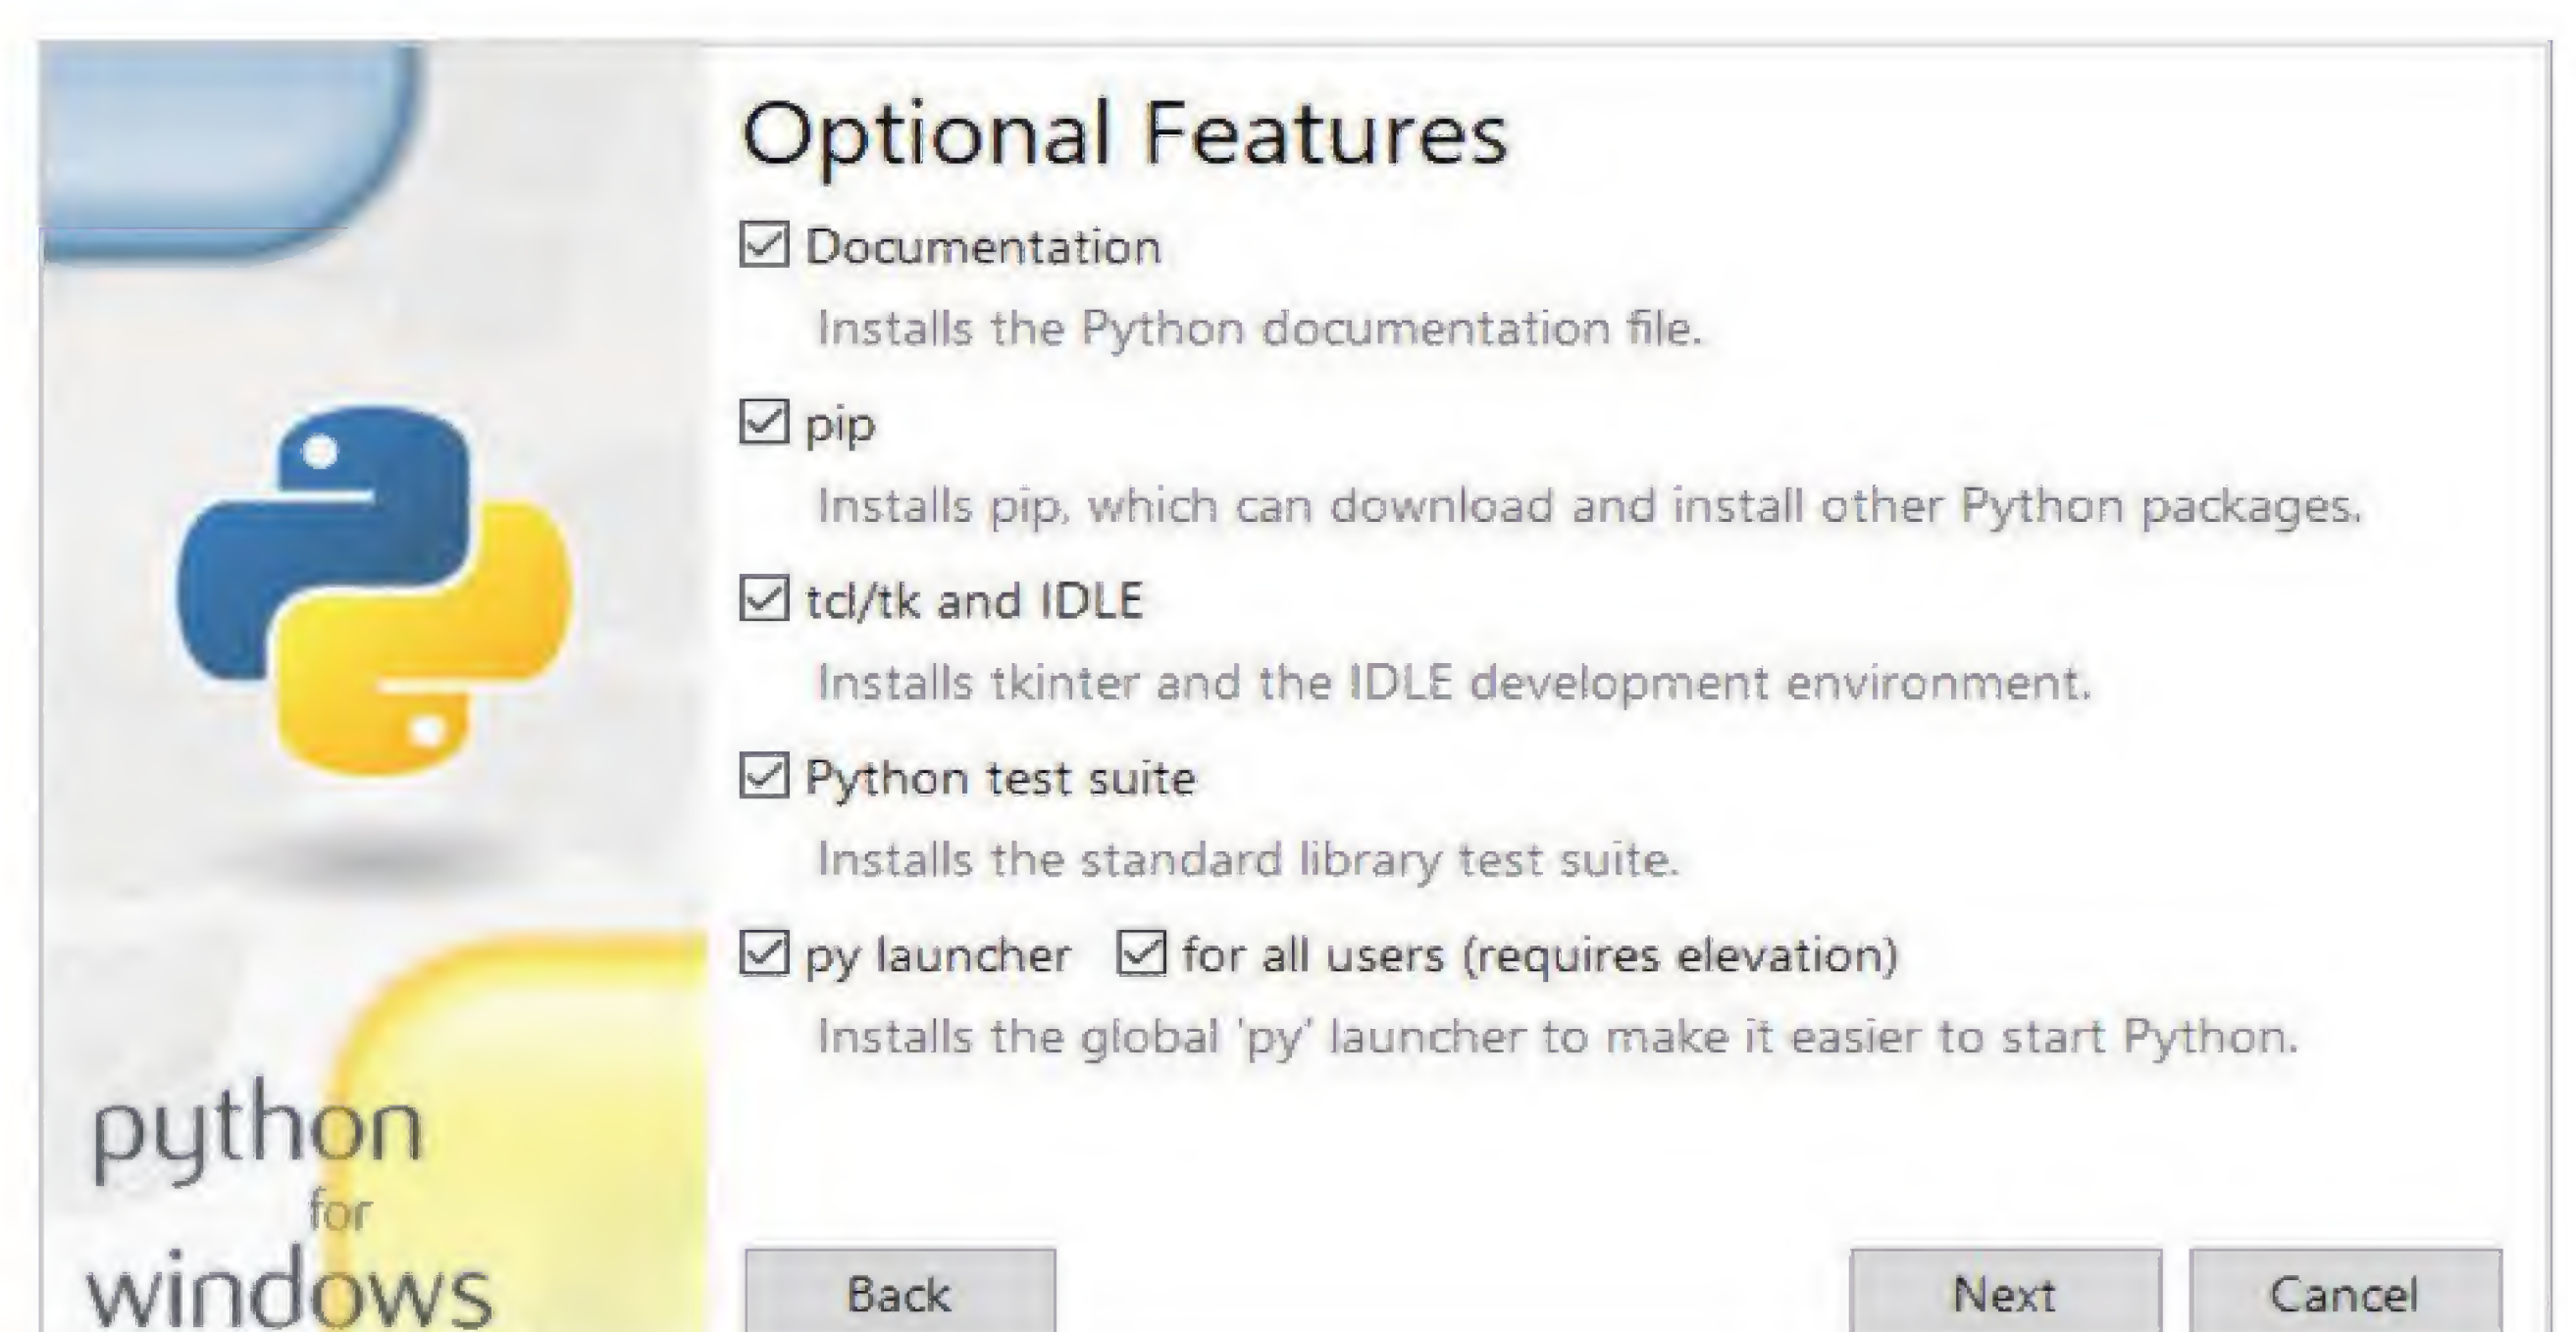 Optional Features
Documentation
Installs the Python documentation file.
pip
Installs pip, which can download and install other Python packages.
tcl/tk and IDLE
Installs tkinter and the IDLE development environment.
Python test suite
Installs the standard library test suite.
py launcher for all users (requires elevation)
Installs the global 'py' launcher to make it easier to start Python.
python
for
windows
Back Next Cancel